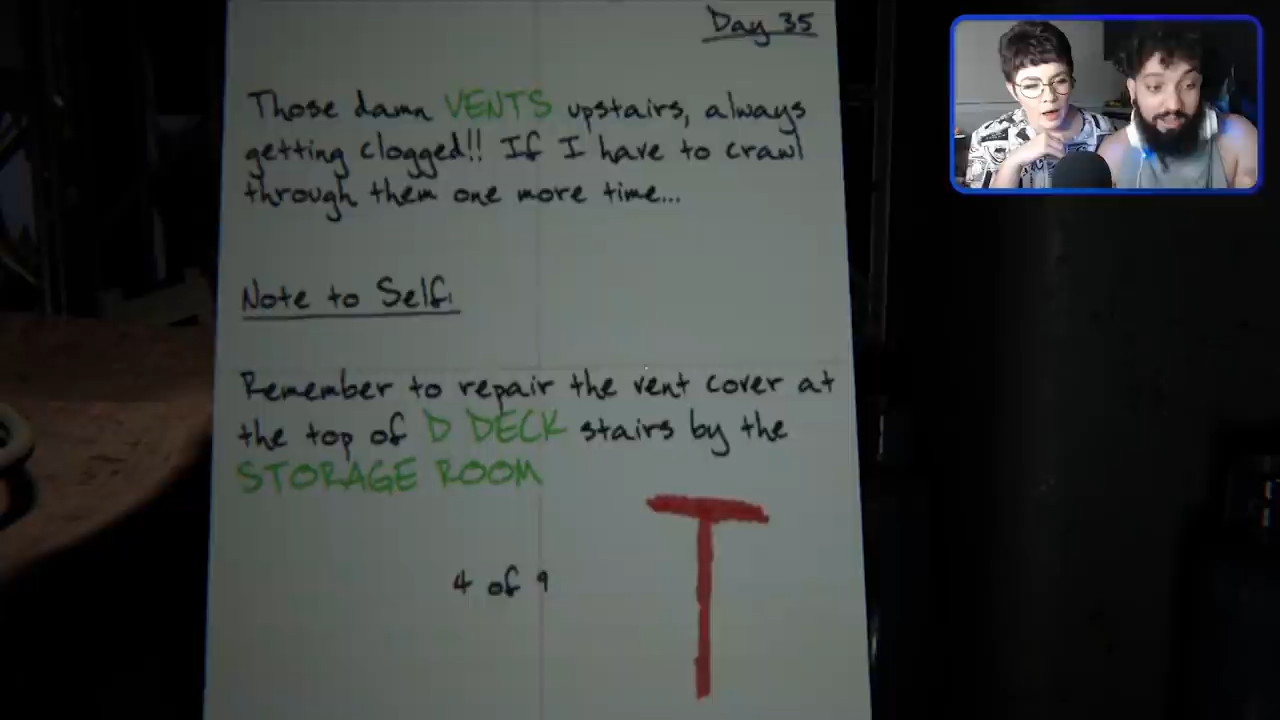 Day 35
Those damn VENTS upstairs, always
getting clogged!! If I have to crawl
through them one more time...
Note to Self:
Remember to repair the vent cover at
the top of D DECK stairs by the
STORAGE ROOM
4 of 9
T